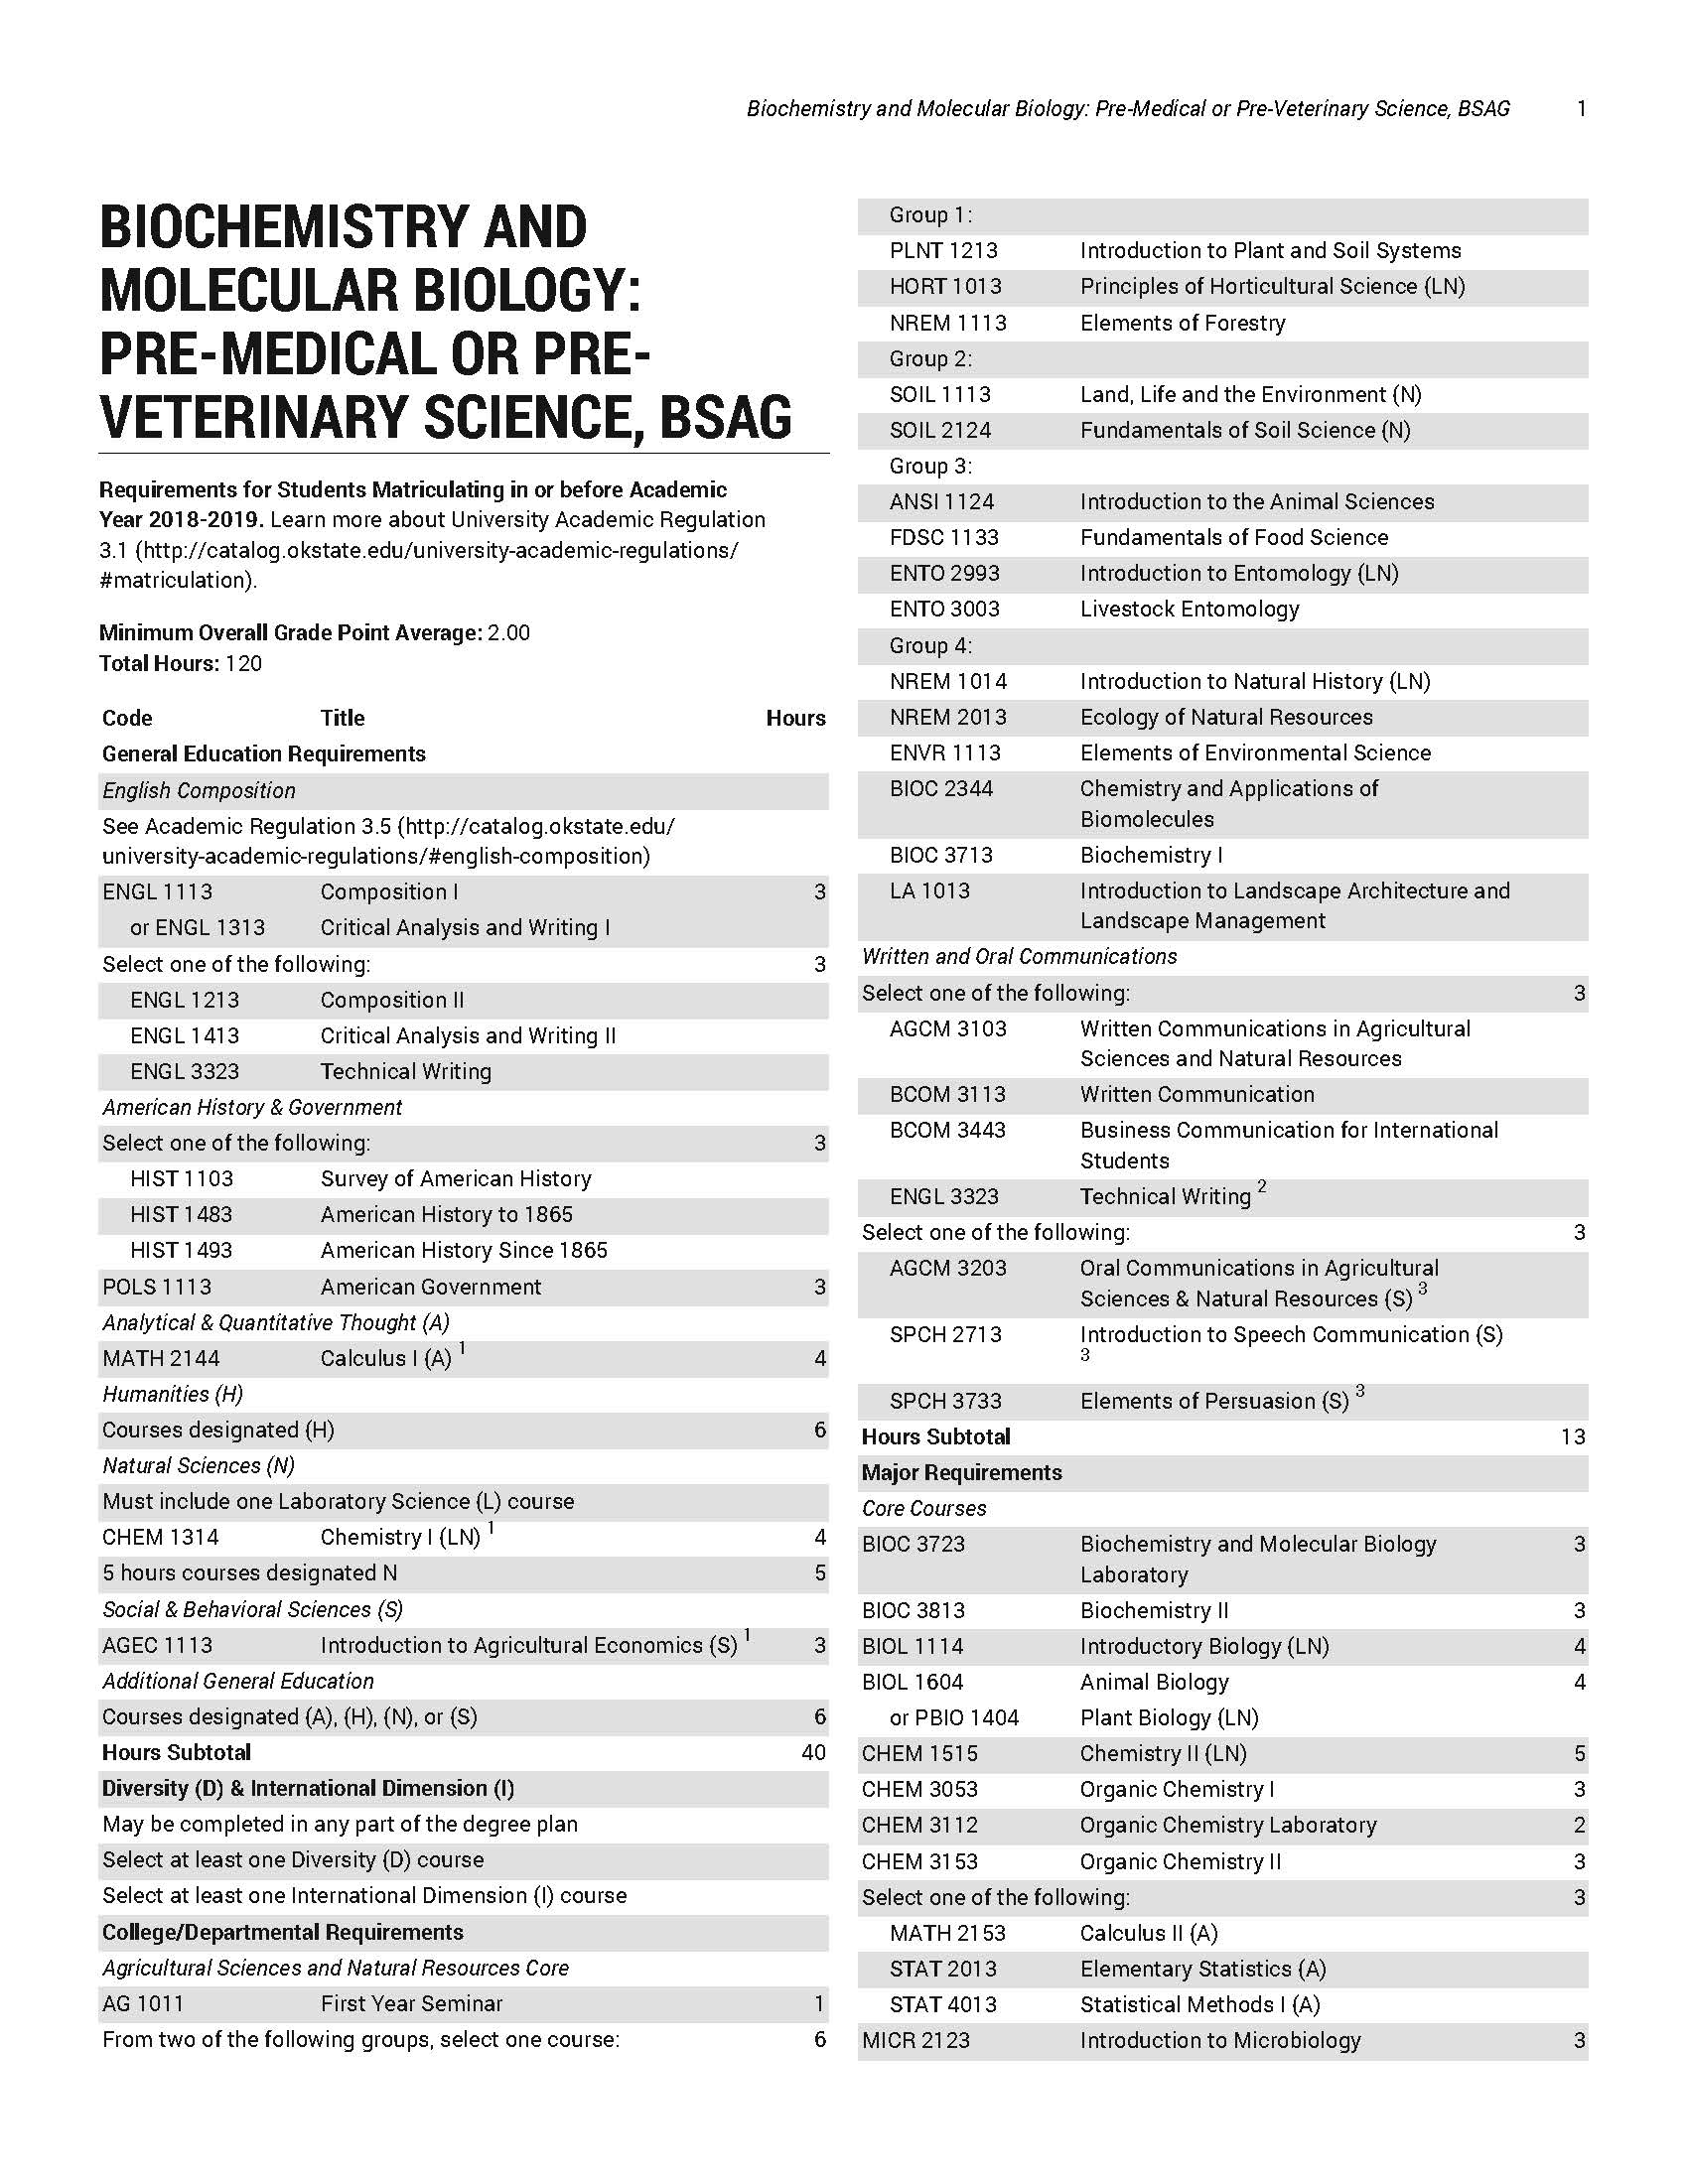 Biochemistry and Molecular Biology: Pre-Medical or Pre-Veterinary Science, BSAG 1
BIOCHEMISTRY AND
MOLECULAR BIOLOGY:
PRE-MEDICAL OR PRE-
VETERINARY SCIENCE, BSAG
Requirements for Students Matriculating in or before Academic
Year 2018-2019. Learn more about University Academic Regulation
3.1 (http://catalog.okstate.edu/university-academic-regulations/
#matriculation).
Minimum Overall Grade Point Average: 2.00
Total Hours: 120
Code Title Hours
General Education Requirements
English Composition
See Academic Regulation 3.5 (http://catalog.okstate.edu/
university-academic-regulations/#english-composition)
ENGL 1113 Composition I 3
or ENGL 1313 Critical Analysis and Writing I
Select one of the following: 3
ENGL 1213 Composition II
ENGL 1413 Critical Analysis and Writing II
ENGL 3323 Technical Writing
American History & Government
Select one of the following: 3
HIST 1103 Survey of American History
HIST 1483 American History to 1865
HIST 1493 American History Since 1865
POLS 1113 American Government 3
Analytical & Quantitative Thought (A)
MATH 2144 Calculus I (A) 1 4
Humanities (H)
Courses designated (H) 6
Natural Sciences (N)
Must include one Laboratory Science (L) course
CHEM 1314 Chemistry I (LN) 1 4
5 hours courses designated N 5
Social & Behavioral Sciences (S)
AGEC 1113 Introduction to Agricultural Economics (S) 1 3
Additional General Education
Courses designated (A), (H), (N), or (S) 6
Hours Subtotal 40
Diversity (D) & International Dimension (I)
May be completed in any part of the degree plan
Select at least one Diversity (D) course
Select at least one International Dimension (I) course
College/Departmental Requirements
Agricultural Sciences and Natural Resources Core
AG 1011 First Year Seminar 1
From two of the following groups, select one course: 6
Group 1:
PLNT 1213 Introduction to Plant and Soil Systems
HORT 1013 Principles of Horticultural Science (LN)
NREM 1113 Elements of Forestry
Group 2:
SOIL 1113 Land, Life and the Environment (N)
SOIL 2124 Fundamentals of Soil Science (N)
Group 3:
ANSI 1124 Introduction to the Animal Sciences
FDSC 1133 Fundamentals of Food Science
ENTO 2993 Introduction to Entomology (LN)
ENTO 3003 Livestock Entomology
Group 4:
NREM 1014 Introduction to Natural History (LN)
NREM 2013 Ecology of Natural Resources
ENVR 1113 Elements of Environmental Science
BIOC 2344 Chemistry and Applications of
Biomolecules
BIOC 3713 Biochemistry I
LA 1013 Introduction to Landscape Architecture and
Landscape Management
Written and Oral Communications
Select one of the following: 3
AGCM 3103 Written Communications in Agricultural
Sciences and Natural Resources
BCOM 3113 Written Communication
BCOM 3443 Business Communication for International
Students
ENGL 3323 Technical Writing 2
Select one of the following: 3
AGCM 3203 Oral Communications in Agricultural
Sciences & Natural Resources (S) 3
SPCH 2713 Introduction to Speech Communication (S)
3
SPCH 3733 Elements of Persuasion (S) 3
Hours Subtotal 13
Major Requirements
Core Courses
BIOC 3723 Biochemistry and Molecular Biology 3
Laboratory
BIOC 3813 Biochemistry II 3
BIOL 1114 Introductory Biology (LN) 4
BIOL 1604 Animal Biology 4
or PBIO 1404 Plant Biology (LN)
CHEM 1515 Chemistry II (LN) 5
CHEM 3053 Organic Chemistry I 3
CHEM 3112 Organic Chemistry Laboratory 2
CHEM 3153 Organic Chemistry II 3
Select one of the following: 3
MATH 2153 Calculus II (A)
STAT 2013 Elementary Statistics (A)
STAT 4013 Statistical Methods I (A)
MICR 2123 Introduction to Microbiology 3